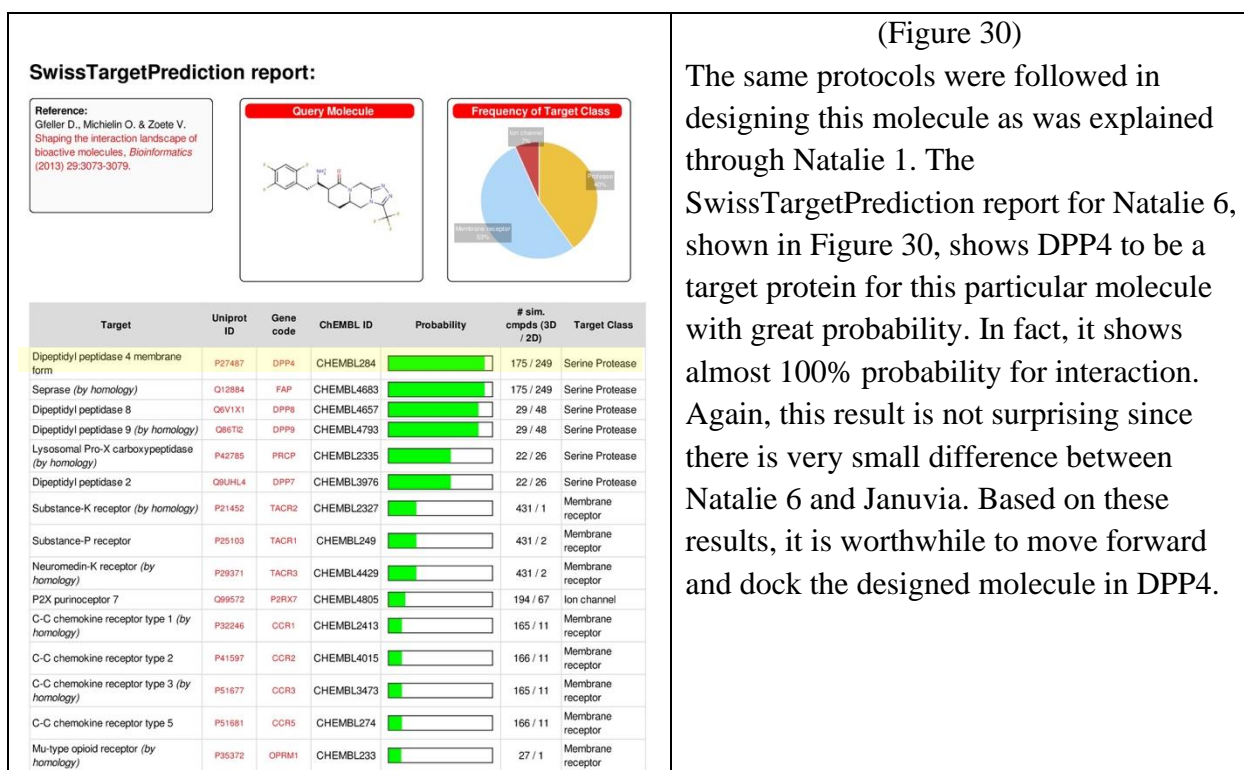 SwissTargetPrediction report:
Reference:
Gfeller D., Michielin O. & Zoete V.
Shaping the interaction landscape of
bioactive molecules, Bioinformatics
(2013) 29:3073-3079.
Query Molecule
Frequency of Target Class
Ion channel
Protease
40%
Membrane receptor
53%
Target Uniprot ID Gene code ChEMBL ID Probability # sim. cmpds (3D / 2D) Target Class
Dipeptidyl peptidase 4 membrane form P27487 DPP4 CHEMBL284 175 / 249 Serine Protease
Seprase (by homology) Q12884 FAP CHEMBL4683 175 / 249 Serine Protease
Dipeptidyl peptidase 8 Q6V1X1 DPP8 CHEMBL4657 29 / 48 Serine Protease
Dipeptidyl peptidase 9 (by homology) Q86TI2 DPP9 CHEMBL4793 29 / 48 Serine Protease
Lysosomal Pro-X carboxypeptidase (by homology) P42785 PRCP CHEMBL2335 22 / 26 Serine Protease
Dipeptidyl peptidase 2 Q9UHL4 DPP7 CHEMBL3976 22 / 26 Serine Protease
Substance-K receptor (by homology) P21452 TACR2 CHEMBL2327 431 / 1 Membrane receptor
Substance-P receptor P25103 TACR1 CHEMBL249 431 / 2 Membrane receptor
Neuromedin-K receptor (by homology) P29371 TACR3 CHEMBL4429 431 / 2 Membrane receptor
P2X purinoceptor 7 Q99572 P2RX7 CHEMBL4805 194 / 67 Ion channel
C-C chemokine receptor type 1 (by homology) P32246 CCR1 CHEMBL2413 165 / 11 Membrane receptor
C-C chemokine receptor type 2 P41597 CCR2 CHEMBL4015 166 / 11 Membrane receptor
C-C chemokine receptor type 3 (by homology) P51677 CCR3 CHEMBL3473 165 / 11 Membrane receptor
C-C chemokine receptor type 5 P51681 CCR5 CHEMBL274 166 / 11 Membrane receptor
Mu-type opioid receptor (by homology) P35372 OPRM1 CHEMBL233 27 / 1 Membrane receptor
(Figure 30)
The same protocols were followed in
designing this molecule as was explained
through Natalie 1. The
SwissTargetPrediction report for Natalie 6,
shown in Figure 30, shows DPP4 to be a
target protein for this particular molecule
with great probability. In fact, it shows
almost 100% probability for interaction.
Again, this result is not surprising since
there is very small difference between
Natalie 6 and Januvia. Based on these
results, it is worthwhile to move forward
and dock the designed molecule in DPP4.